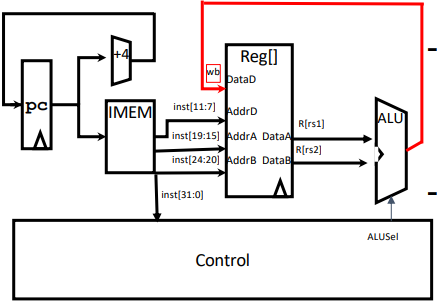 +4
Reg[]
wb
DataD
pc
IMEM
inst[11:7]
AddrD
ALU
inst[19:15]
AddrA
DataA
R[rs1]
inst[24:20]
AddrB
DataB
R[rs2]
inst[31:0]
ALUSel
Control